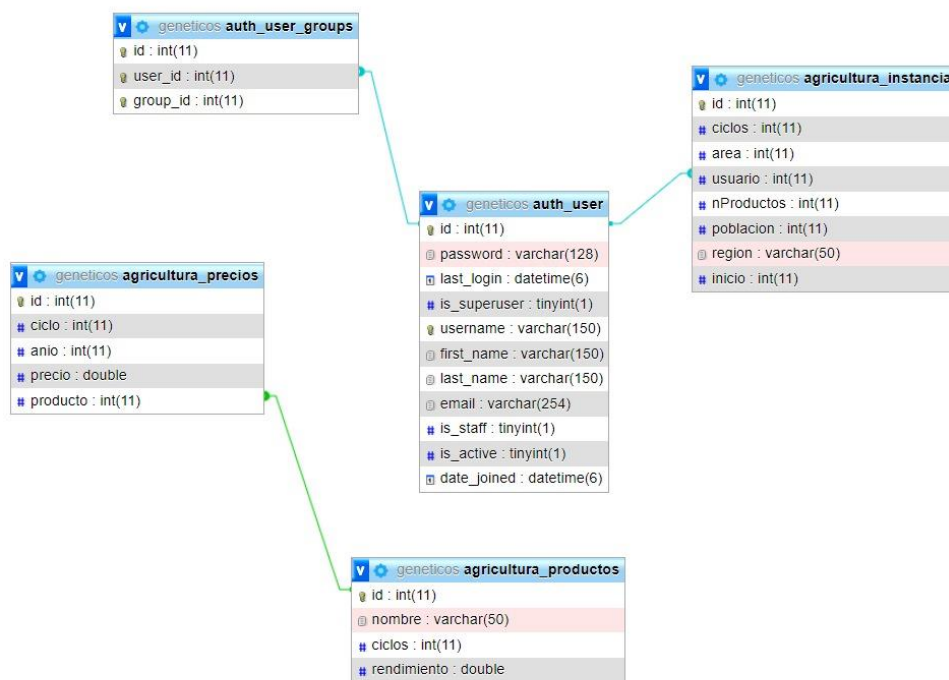 geneticos auth_user_groups
id : int(11)
user_id : int(11)
group_id : int(11)
geneticos agricultura_instancia
id : int(11)
ciclos : int(11)
area : int(11)
usuario : int(11)
nProductos : int(11)
poblacion : int(11)
region : varchar(50)
inicio : int(11)
geneticos auth_user
id : int(11)
password : varchar(128)
last_login : datetime(6)
is_superuser : tinyint(1)
username : varchar(150)
first_name : varchar(150)
last_name : varchar(150)
email : varchar(254)
is_staff : tinyint(1)
is_active : tinyint(1)
date_joined : datetime(6)
geneticos agricultura_precios
id : int(11)
ciclo : int(11)
anio : int(11)
precio : double
producto : int(11)
geneticos agricultura_productos
id : int(11)
nombre : varchar(50)
ciclos : int(11)
rendimiento : double